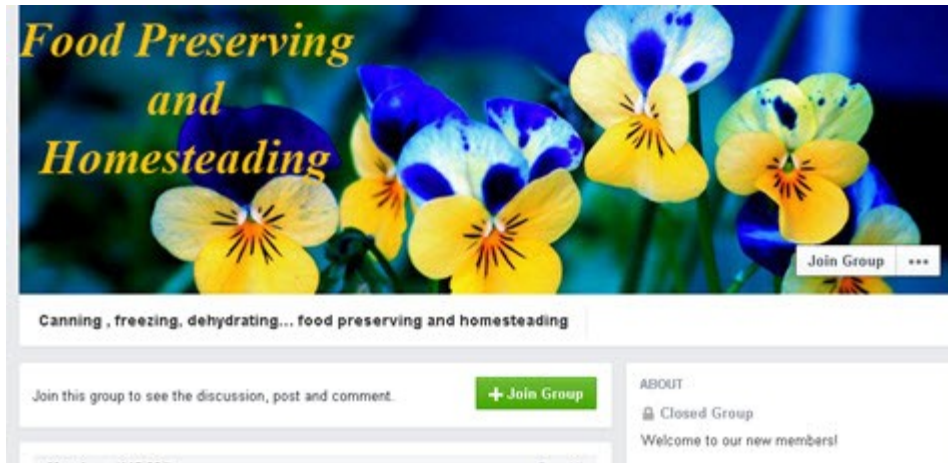 Food Preserving
and
Homesteading
Join Group
Canning , freezing, dehydrating... food preserving and homesteading
Join this group to see the discussion, post and comment.
+ Join Group
ABOUT
Closed Group
Welcome to our new members!